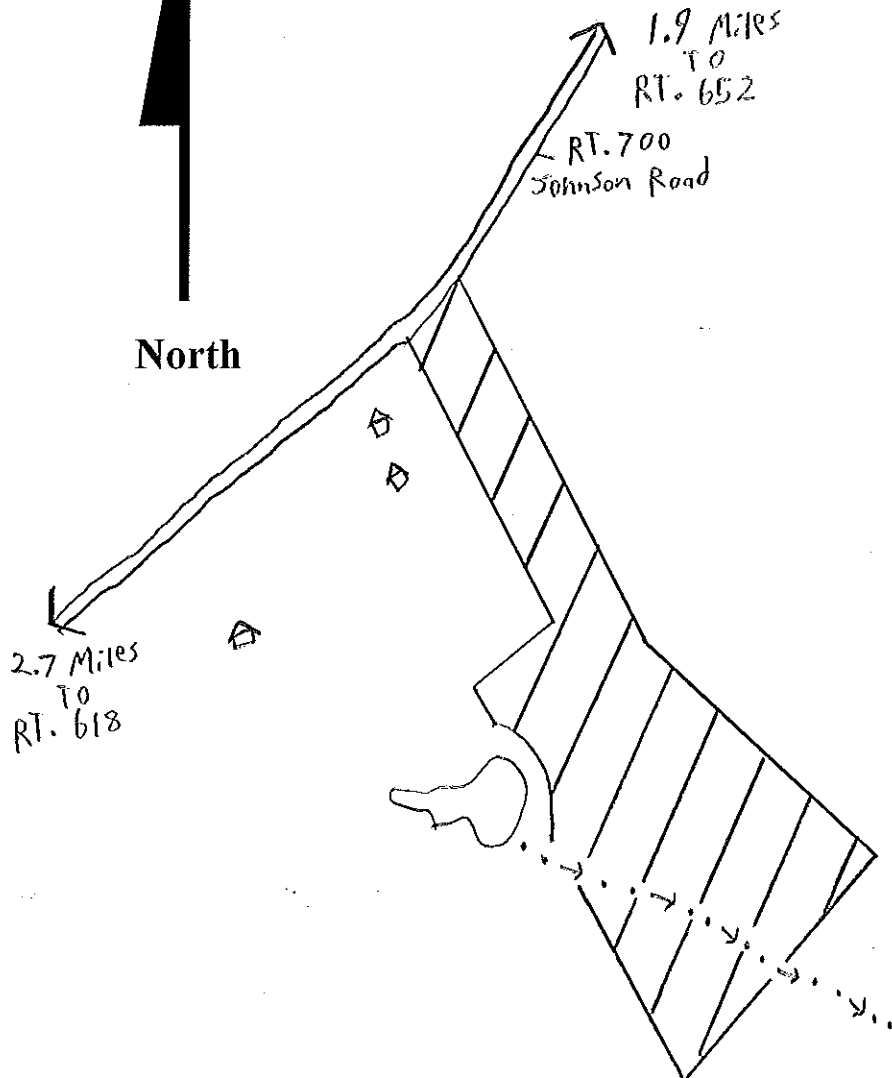 1.9 Miles
TO
RT. 652
RT. 700
Johnson Road
North
2.7 Miles
TO
RT. 618